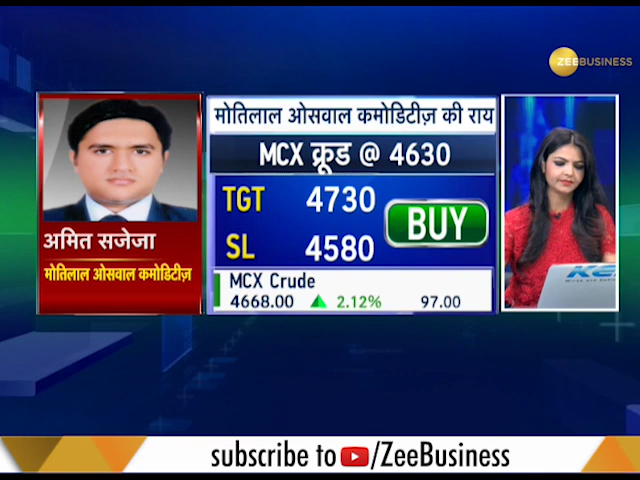 ZEEBUSINESS
मोतिलाल ओसवाल कमोडिटीज़ की राय
MCX क्रूड @ 4630
TGT 4730
SL 4580
BUY
MCX Crude
4668.00 2.12% 97.00
अमित सजेजा
मोतिलाल ओसवाल कमोडिटीज़
subscribe to /ZeeBusiness